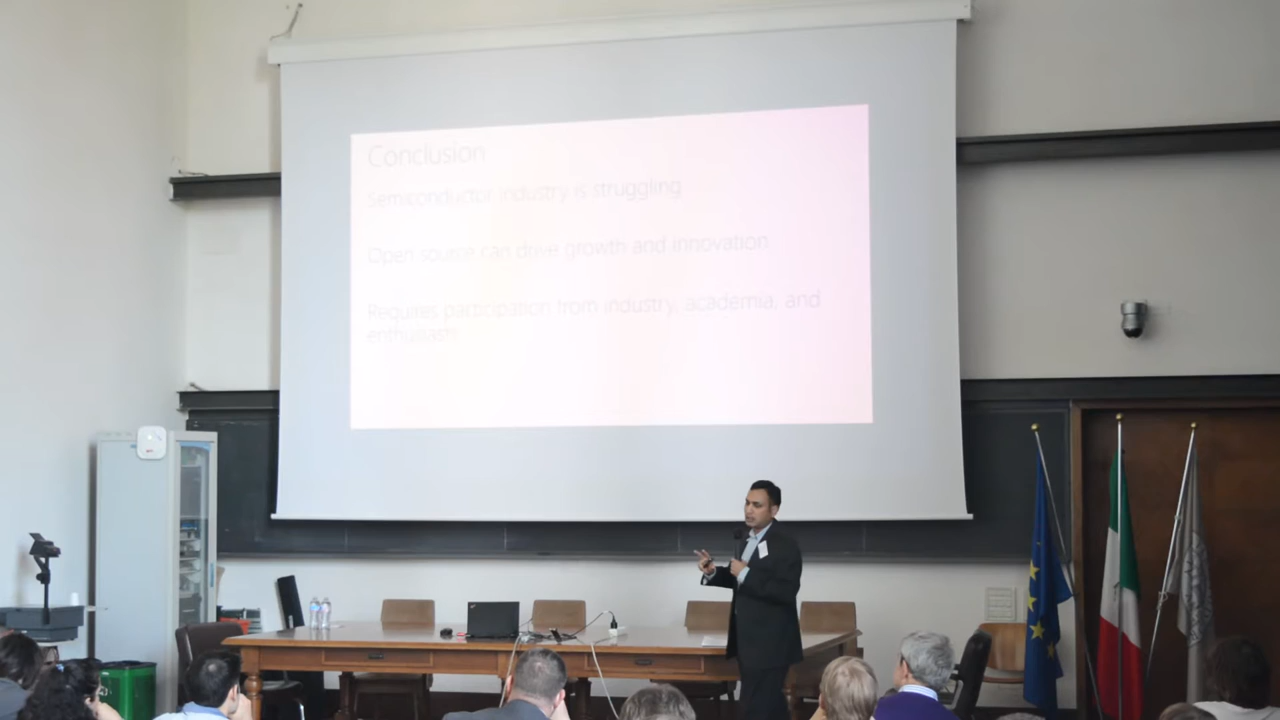 Conclusion
Semiconductor industry is struggling
Open source can drive growth and innovation
Requires participation from industry, academia, and
enthusiasts